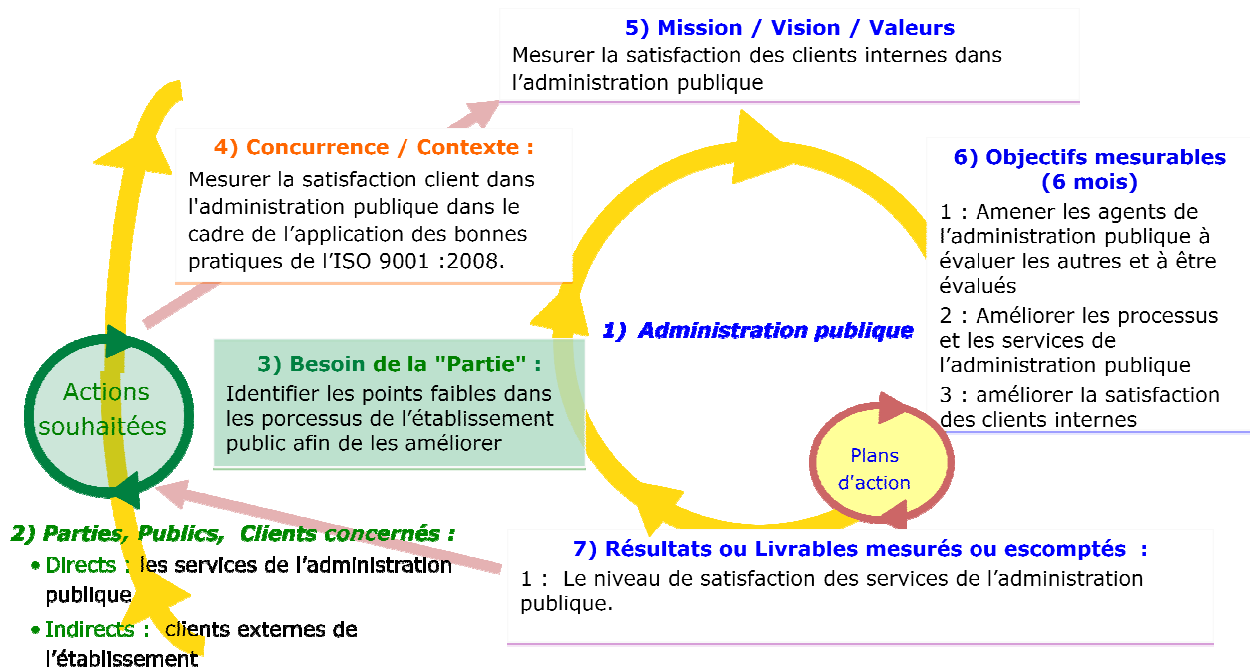 5) Mission / Vision / Valeurs
Mesurer la satisfaction des clients internes dans
l’administration publique
4) Concurrence / Contexte :
Mesurer la satisfaction client dans
l'administration publique dans le
cadre de l’application des bonnes
pratiques de l’ISO 9001 :2008.
6) Objectifs mesurables
(6 mois)
1 : Amener les agents de
l’administration publique à
évaluer les autres et à être
évalués
2 : Améliorer les processus
et les services de
l’administration publique
3 : améliorer la satisfaction
des clients internes
1) Administration publique
3) Besoin de la "Partie" :
Identifier les points faibles dans
les porcessus de l’établissement
public afin de les améliorer
Actions
souhaitées
Plans
d’action
2) Parties, Publics, Clients concernés :
• Directs : les services de l’administration
publique
• Indirects : clients externes de
l’établissement
7) Résultats ou Livrables mesurés ou escomptés :
1 : Le niveau de satisfaction des services de l’administration
publique.